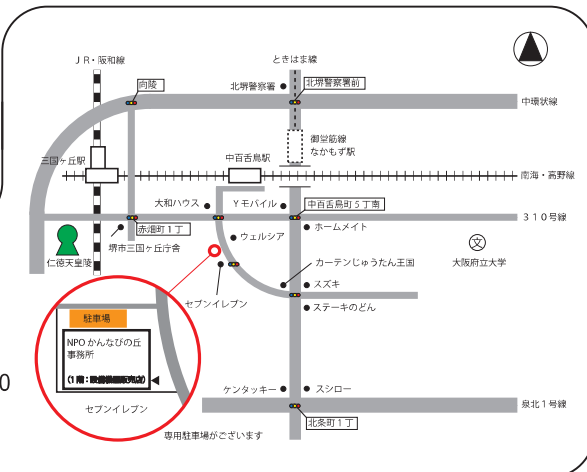 JR・阪和線
ときはま線
向陵
北堺警察署
北堺警察署前
中環状線
御堂筋線
なかもず駅
三国ヶ丘駅
中百舌鳥駅
南海・高野線
大和ハウス
Yモバイル
中百舌鳥町5丁南
310号線
赤畑町1丁
ホームメイト
ウェルシア
文
堺市三国ヶ丘庁舎
仁徳天皇陵
カーテンじゅうたん王国
大阪府立大学
スズキ
セブンイレブン
ステーキのどん
駐車場
NPOかんなびの丘
事務所
0
ケンタッキー
スシロー
セブンイレブン
泉北1号線
北条町1丁
専用駐車場がございます